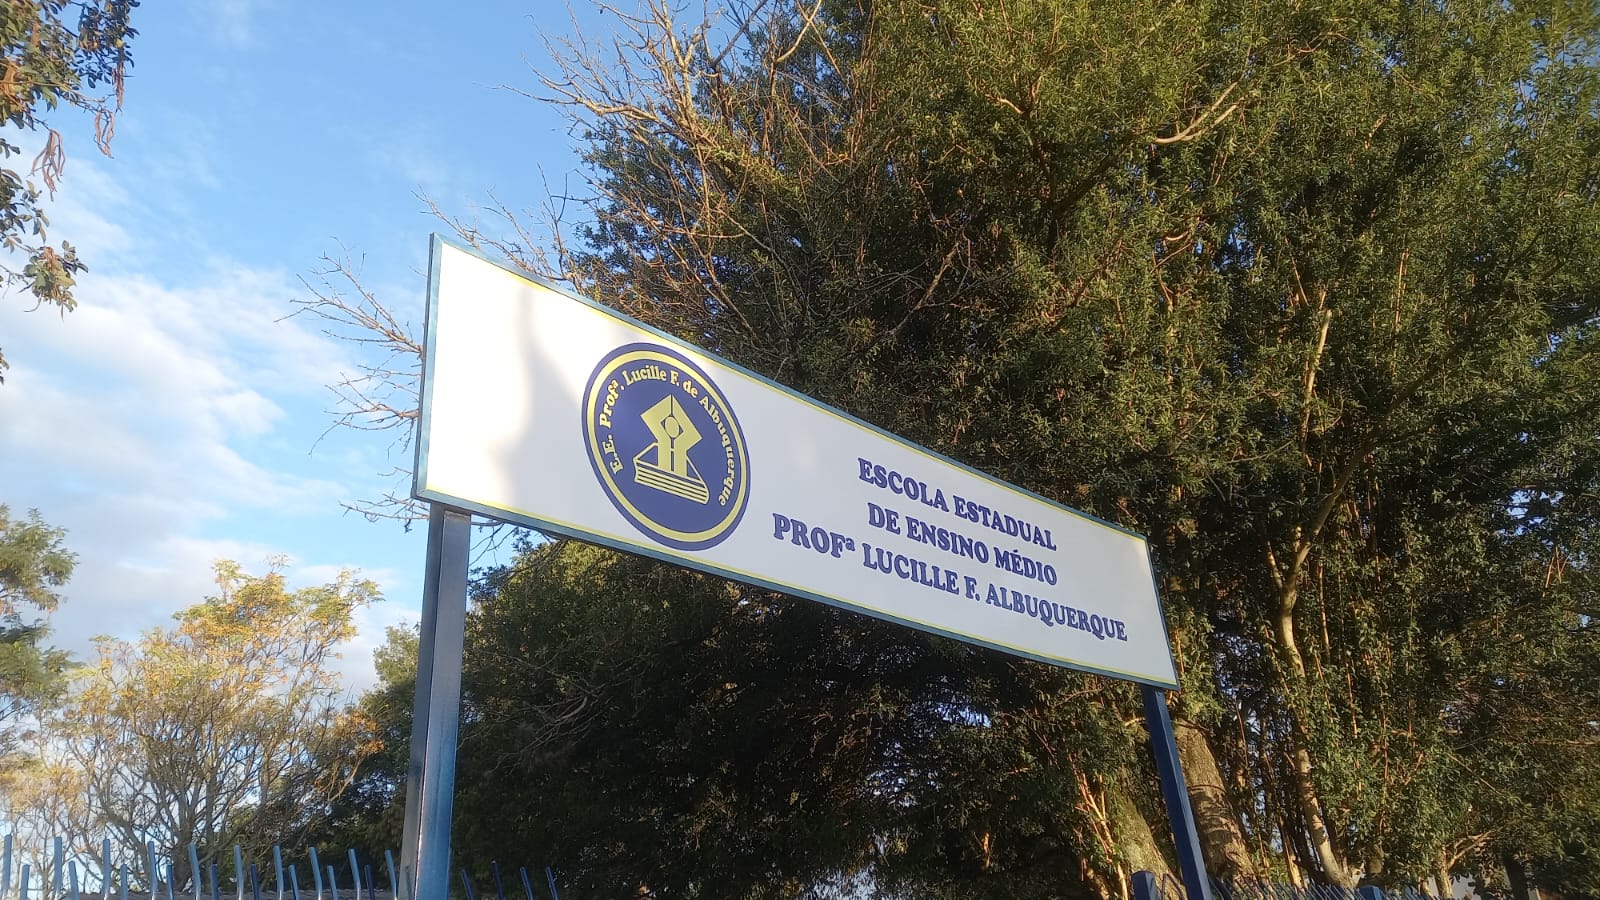 E.E. Profª. Lucille F. de Albuquerque
ESCOLA ESTADUAL
DE ENSINO MÉDIO
PROFª LUCILLE F. ALBUQUERQUE